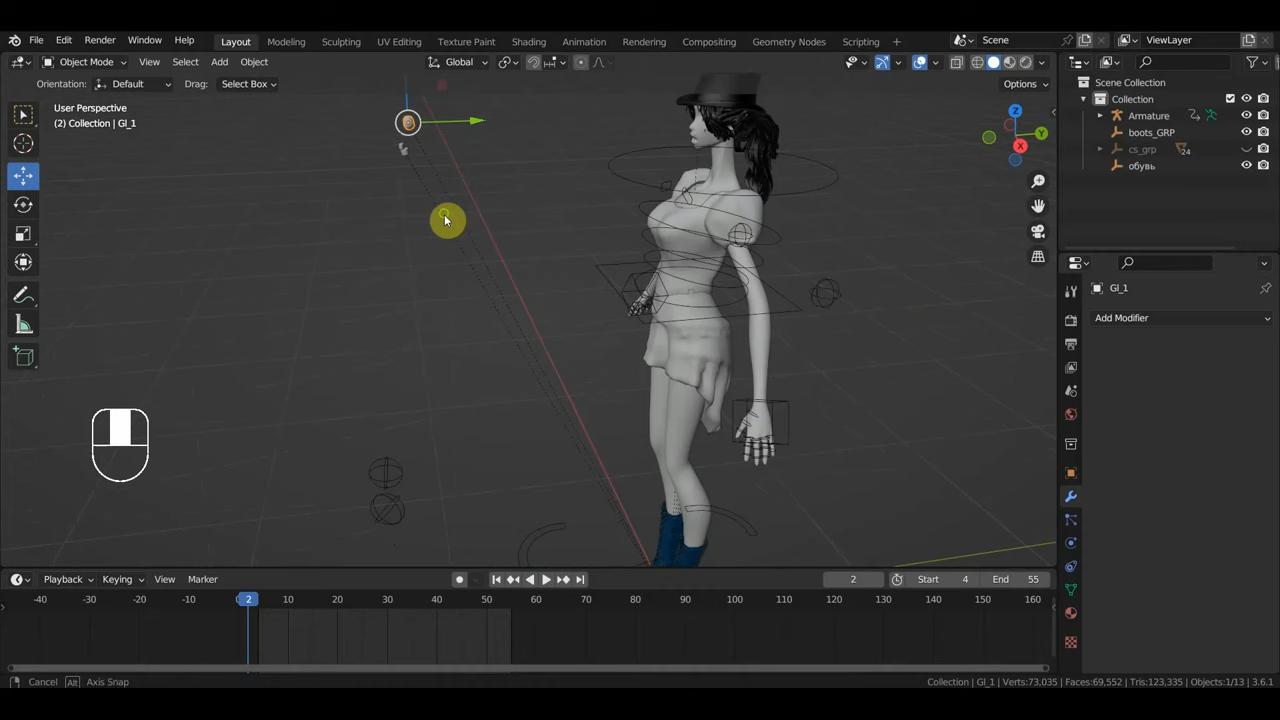 File Edit Render Window Help Layout Modeling Sculpting UV Editing Texture Paint Shading Animation Rendering Compositing Geometry Nodes Scripting + Scene ViewLayer
Object Mode View Select Add Object Global Options
Orientation: Default Drag: Select Box
User Perspective
(2) Collection | Gl_1
Z
Y
X
Scene Collection
Collection
Armature
boots_GRP
cs_grp 24
обувь
Gl_1
Add Modifier
Playback Keying View Marker 2 Start 4 End 55
-40 -30 -20 -10 0 2 10 20 30 40 50 60 70 80 90 100 110 120 130 140 150 160
Cancel Alt Axis Snap Collection | Gl_1 | Verts:73,035 | Faces:69,552 | Tris:123,335 | Objects:1/13 | 3.6.1